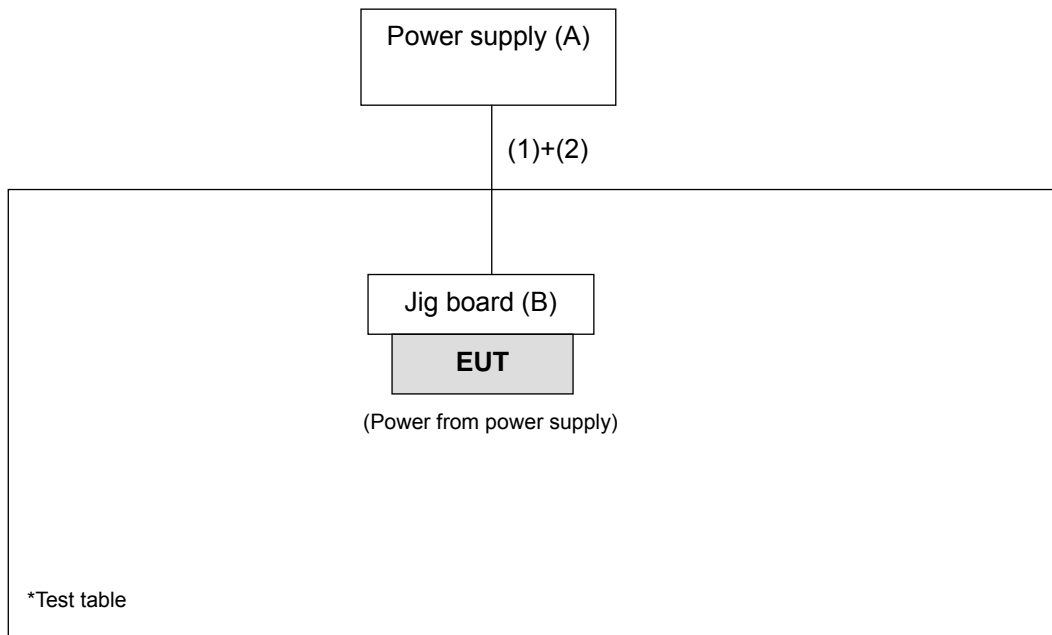 Power supply (A)
(1)+(2)
Jig board (B)
EUT
(Power from power supply)
*Test table